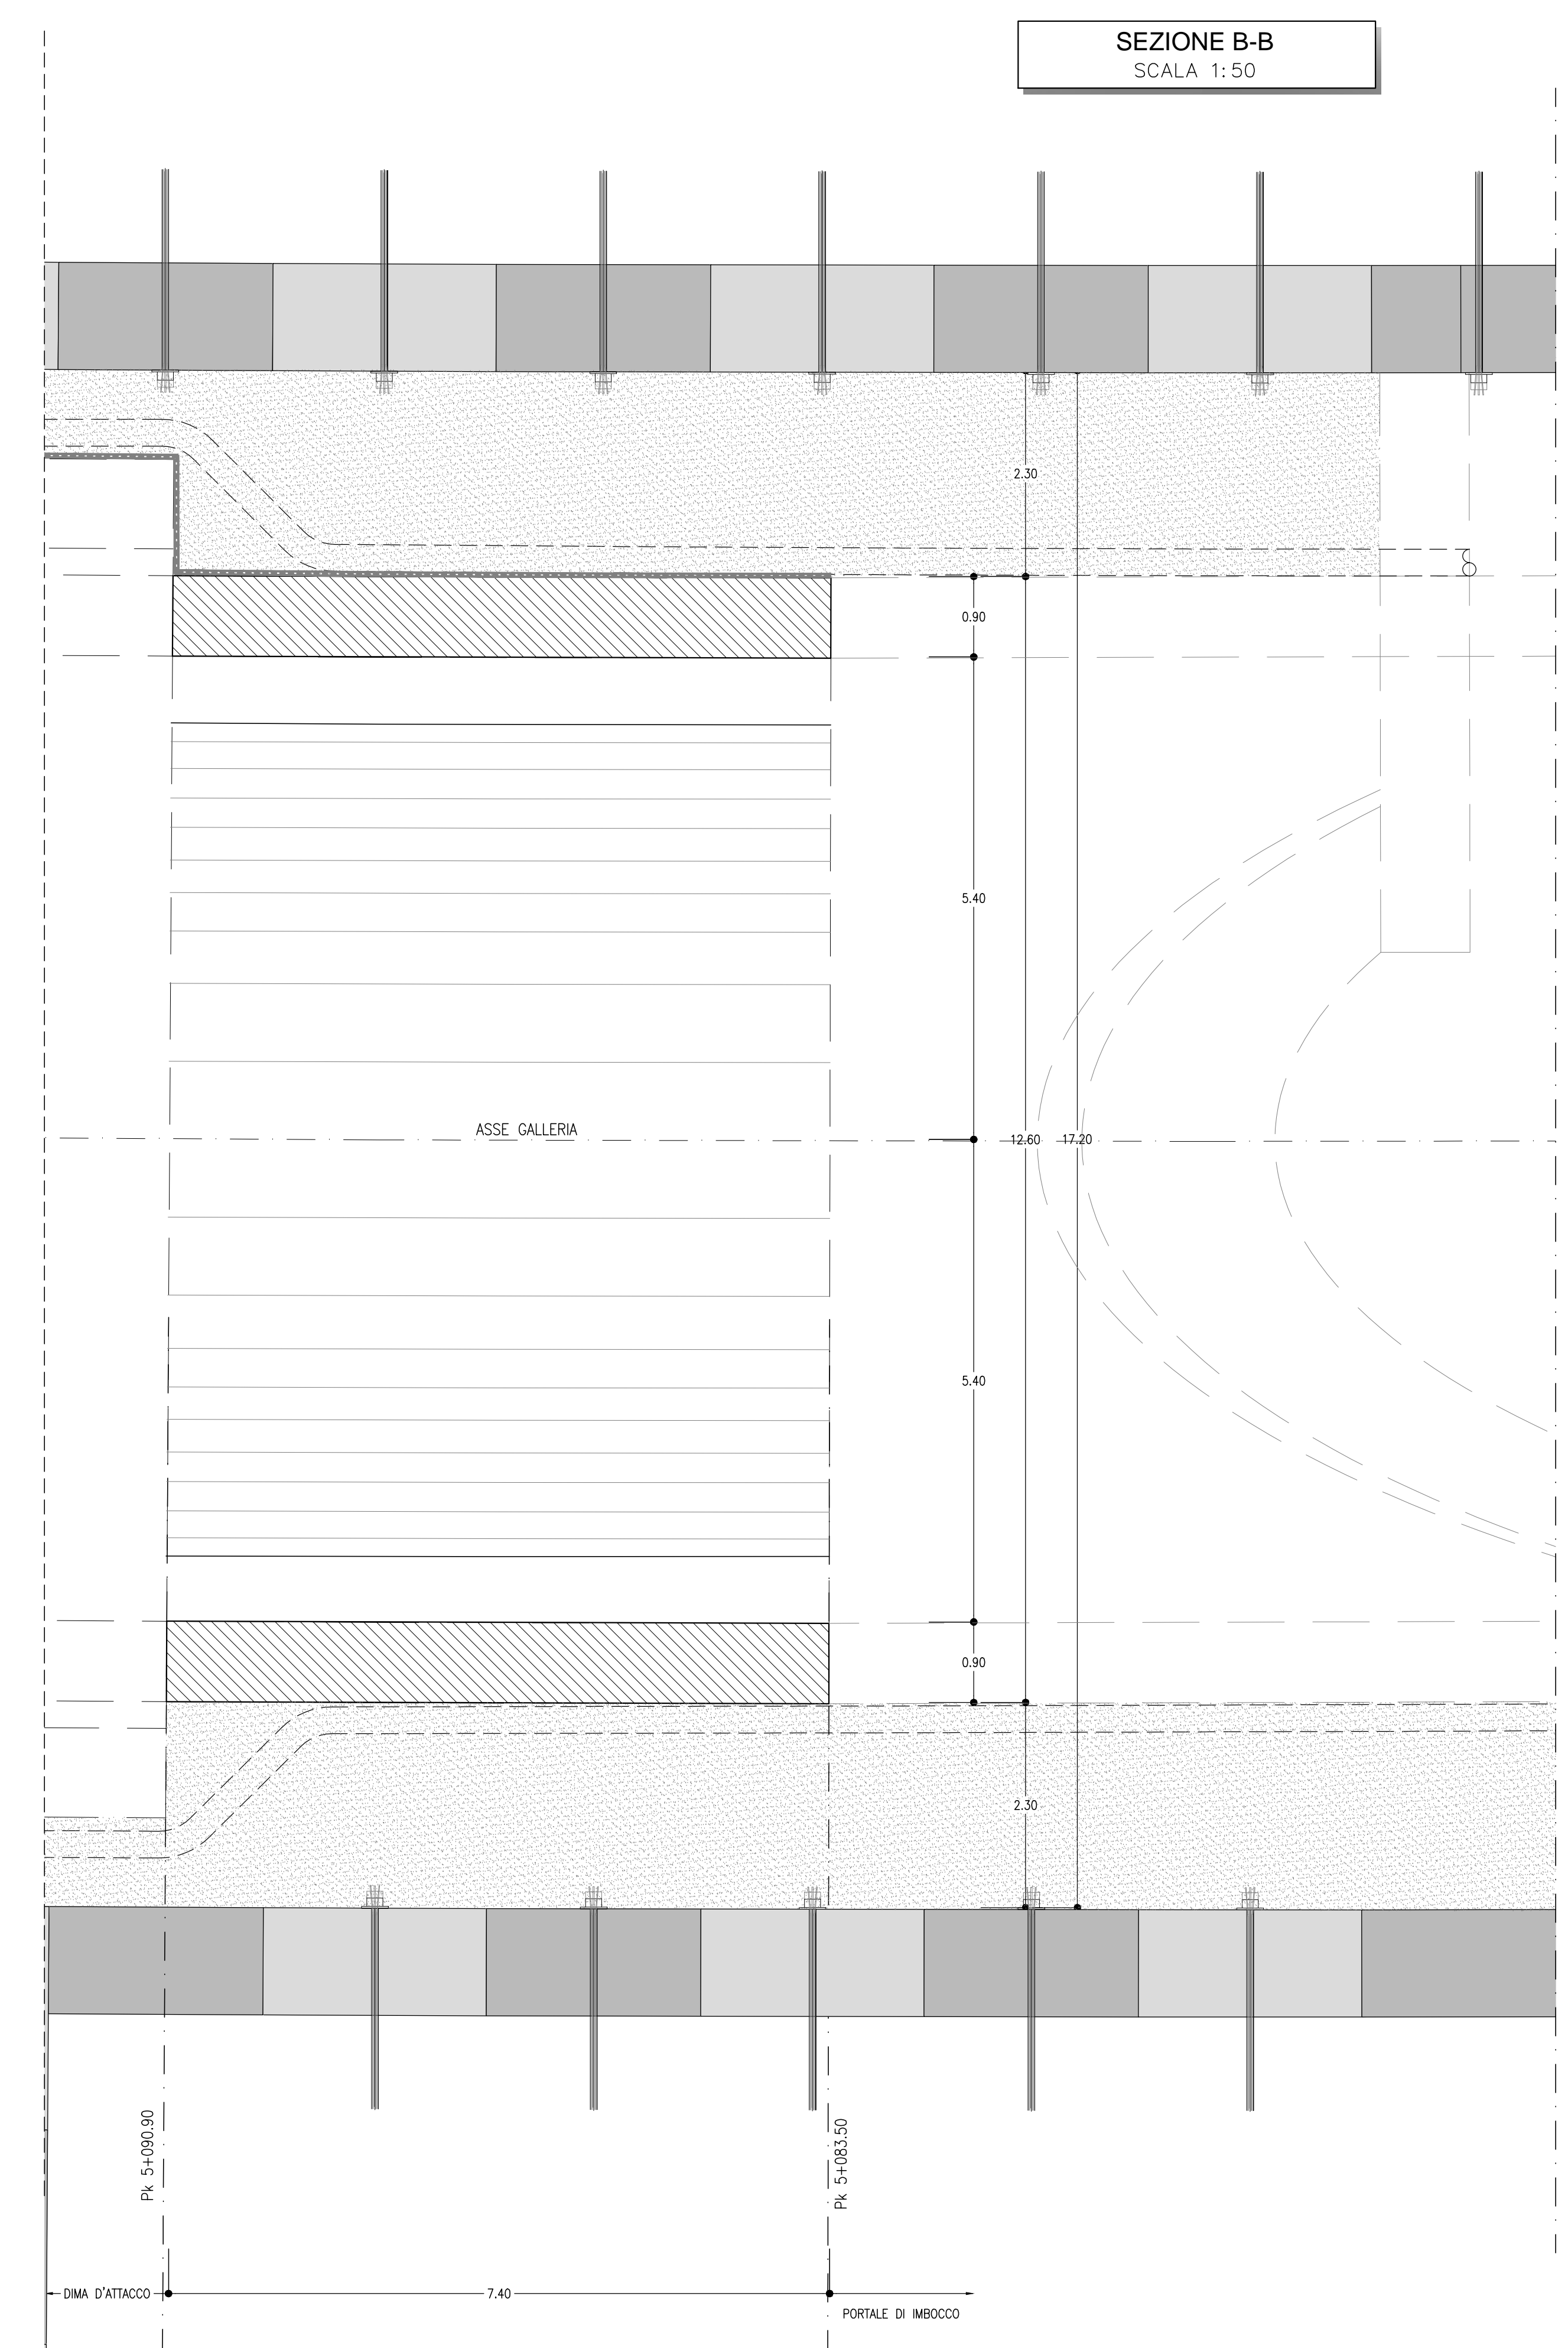 SEZIONE B-B
SCALA 1:50
2.30
0.90
5.40
ASSE GALLERIA
12.60
17.20
5.40
0.90
2.30
Pk 5+090.90
Pk 5+083.50
DIMA D'ATTACCO
7.40
PORTALE DI IMBOCCO